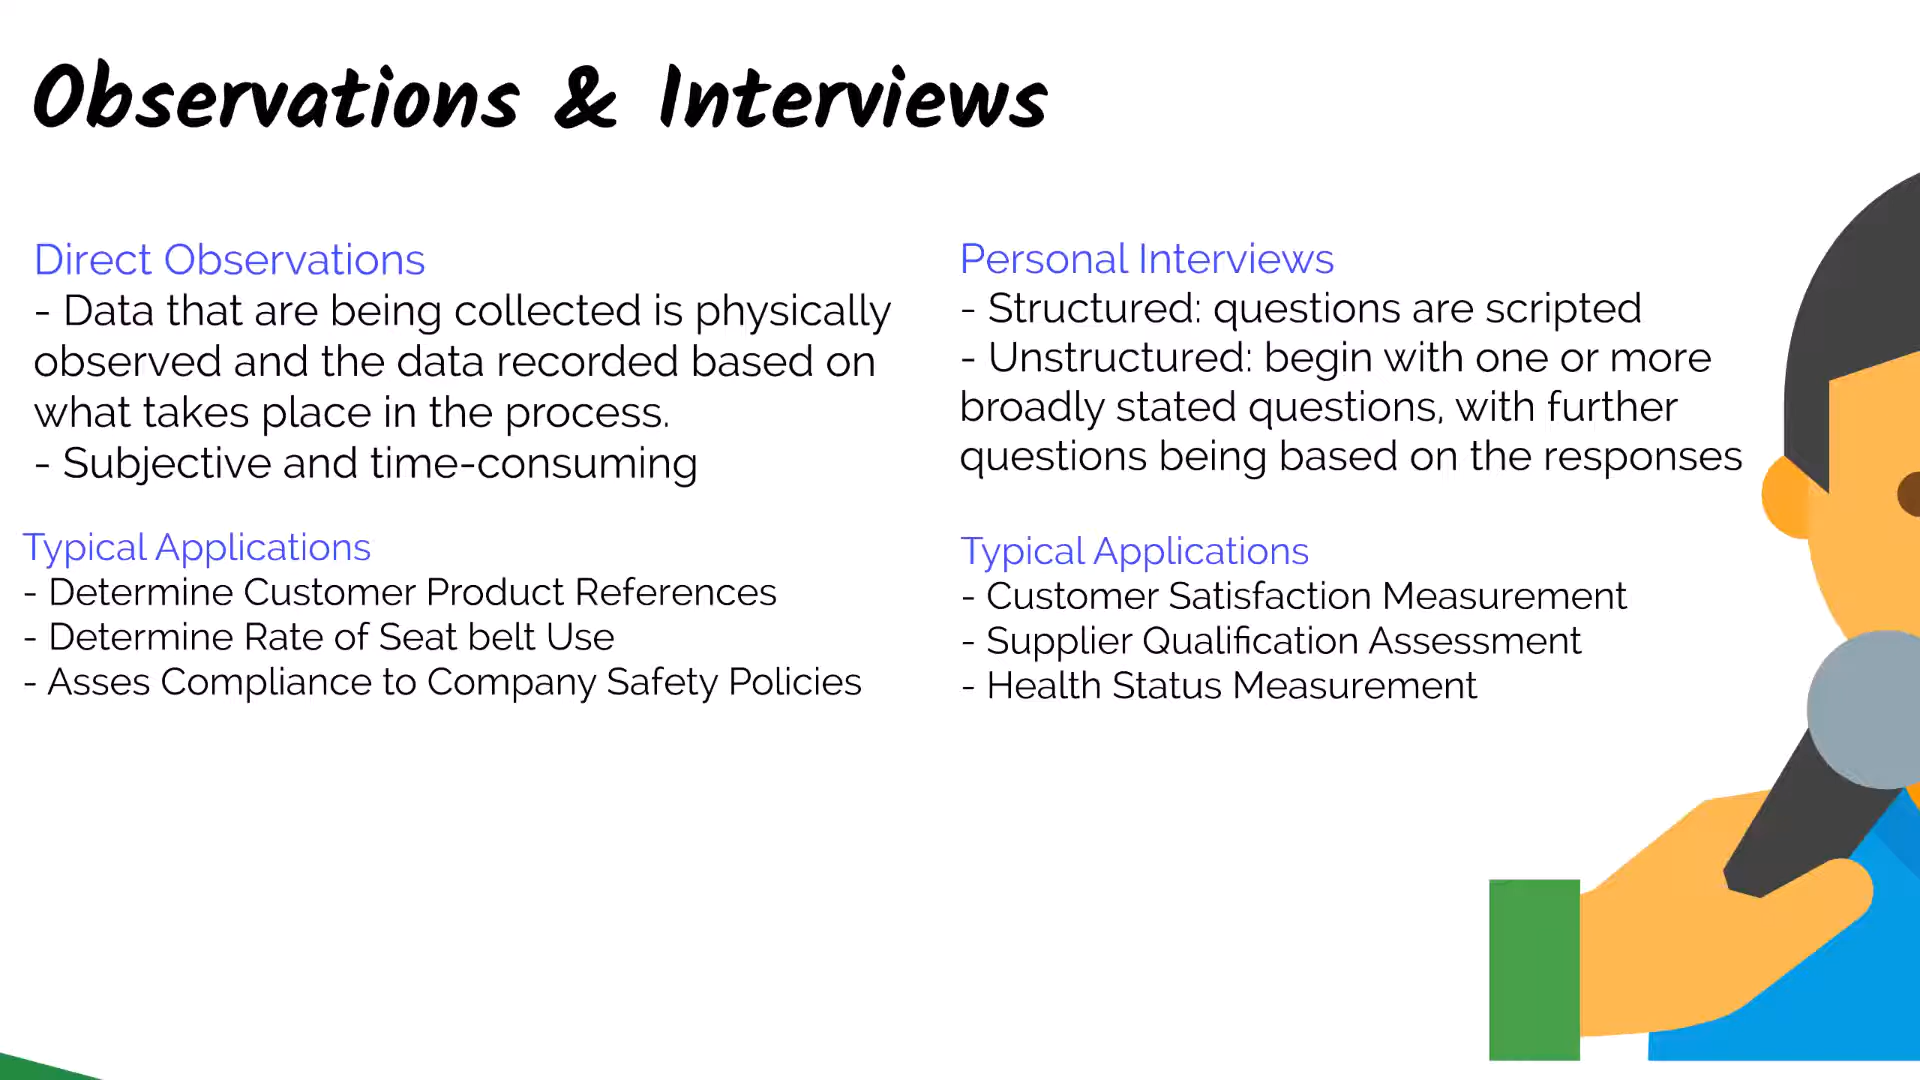 Observations & Interviews
Direct Observations
- Data that are being collected is physically
observed and the data recorded based on
what takes place in the process.
- Subjective and time-consuming
Typical Applications
- Determine Customer Product References
- Determine Rate of Seat belt Use
- Asses Compliance to Company Safety Policies
Personal Interviews
- Structured: questions are scripted
- Unstructured: begin with one or more
broadly stated questions, with further
questions being based on the responses
Typical Applications
- Customer Satisfaction Measurement
- Supplier Qualification Assessment
- Health Status Measurement